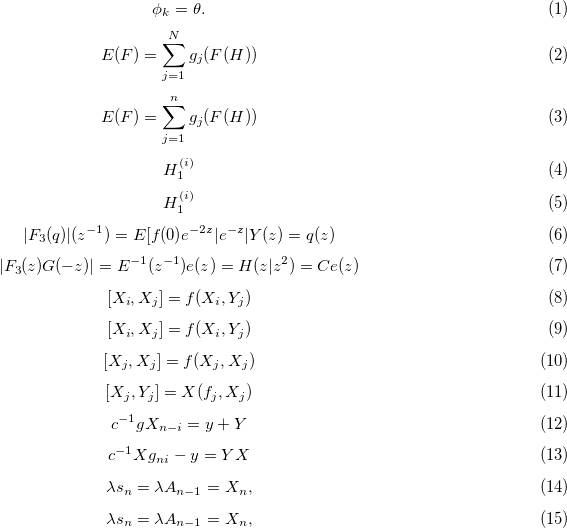 ϕ_k = θ. (1)
E(F) = ∑_{j=1}^{N} g_j(F(H)) (2)
E(F) = ∑_{j=1}^{n} g_j(F(H)) (3)
H_1^{(i)} (4)
H_1^{(i)} (5)
|F_3(q)|(z^{-1}) = E[f(0)e^{-2z}|e^{-z}|Y(z) = q(z) (6)
|F_3(z)G(-z)| = E^{-1}(z^{-1})e(z) = H(z|z^2) = Ce(z) (7)
[X_i, X_j] = f(X_i, Y_j) (8)
[X_i, X_j] = f(X_i, Y_j) (9)
[X_j, X_j] = f(X_j, X_j) (10)
[X_j, Y_j] = X(f_j, X_j) (11)
c^{-1}gX_{n-i} = y + Y (12)
c^{-1}Xg_{ni} - y = YX (13)
λs_n = λA_{n-1} = X_n, (14)
λs_n = λA_{n-1} = X_n, (15)